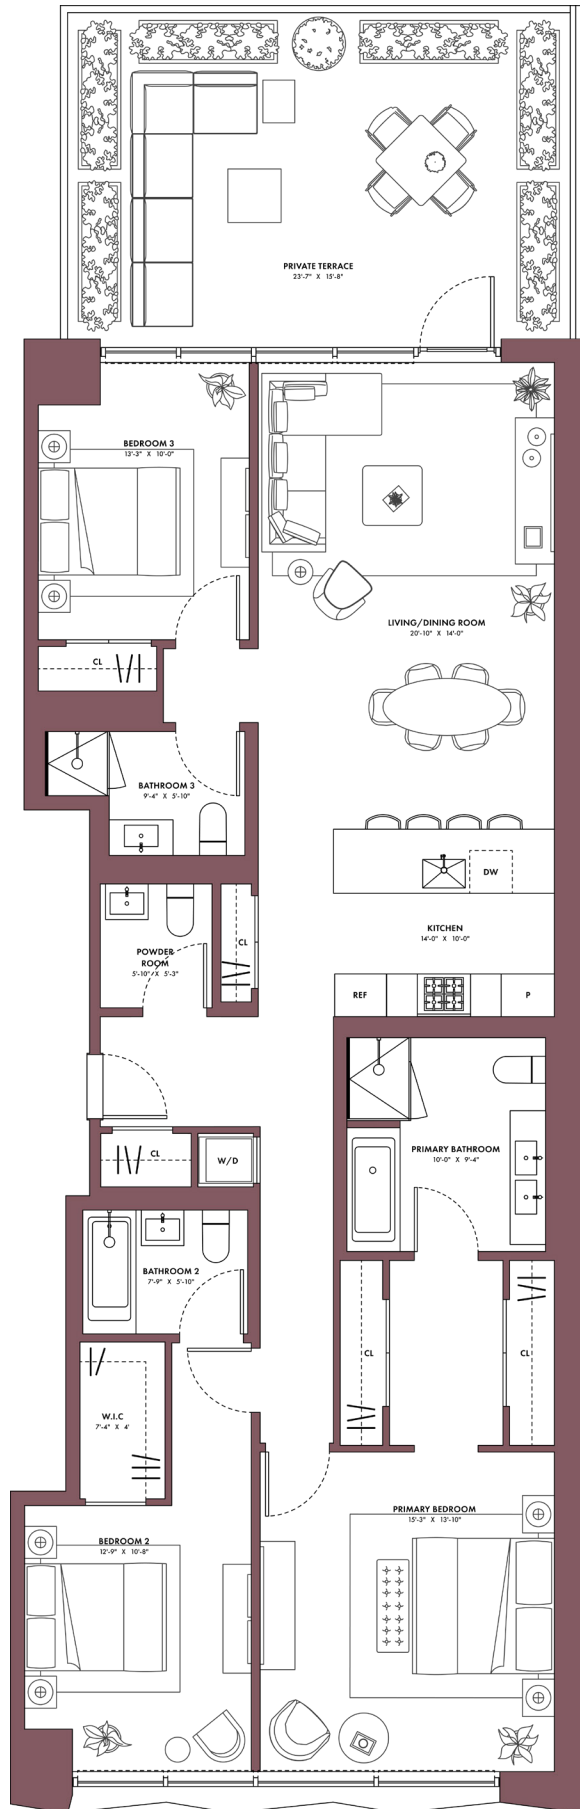 PRIVATE TERRACE
23'-7" X 15'-8"
BEDROOM 3
13'-3" X 10'-0"
LIVING/DINING ROOM
20'-10" X 14'-0"
CL
BATHROOM 3
9'-4" X 5'-10"
DW
KITCHEN
14'-0" X 10'-0"
POWDER
ROOM
5'-10" X 5'-3"
CL
REF
P
CL
W/D
PRIMARY BATHROOM
10'-0" X 9'-4"
BATHROOM 2
7'-9" X 5'-10"
CL
CL
W.I.C
7'-4" X 4'
PRIMARY BEDROOM
15'-3" X 13'-10"
BEDROOM 2
12'-9" X 10'-8"